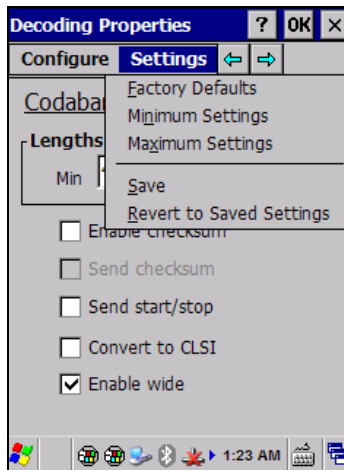 Decoding Properties ? OK ×
Configure Settings
Factory Defaults
Minimum Settings
Maximum Settings
Save
Revert to Saved Settings
Codabar
Lengths
Min
Enable checksum
Send checksum
Send start/stop
Convert to CLSI
Enable wide
1:23 AM